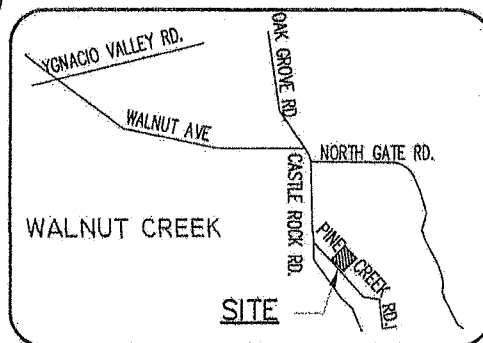 YGNACIO VALLEY RD.
OAK GROVE RD.
WALNUT AVE
NORTH GATE RD.
CASTLE ROCK RD.
WALNUT CREEK
PINE CREEK RD.
SITE